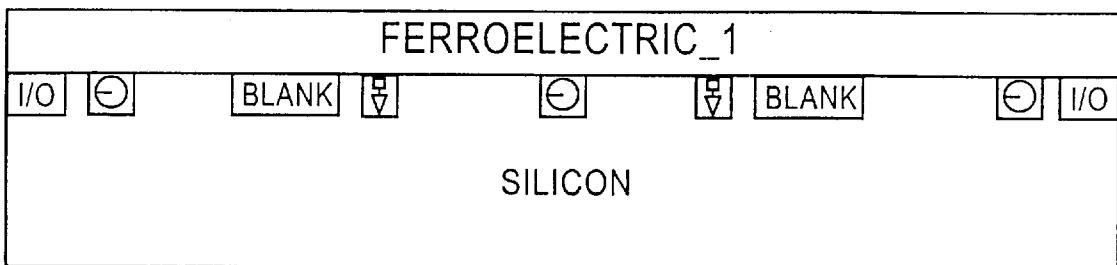 FERROELECTRIC_1
I/O BLANK BLANK I/O
SILICON